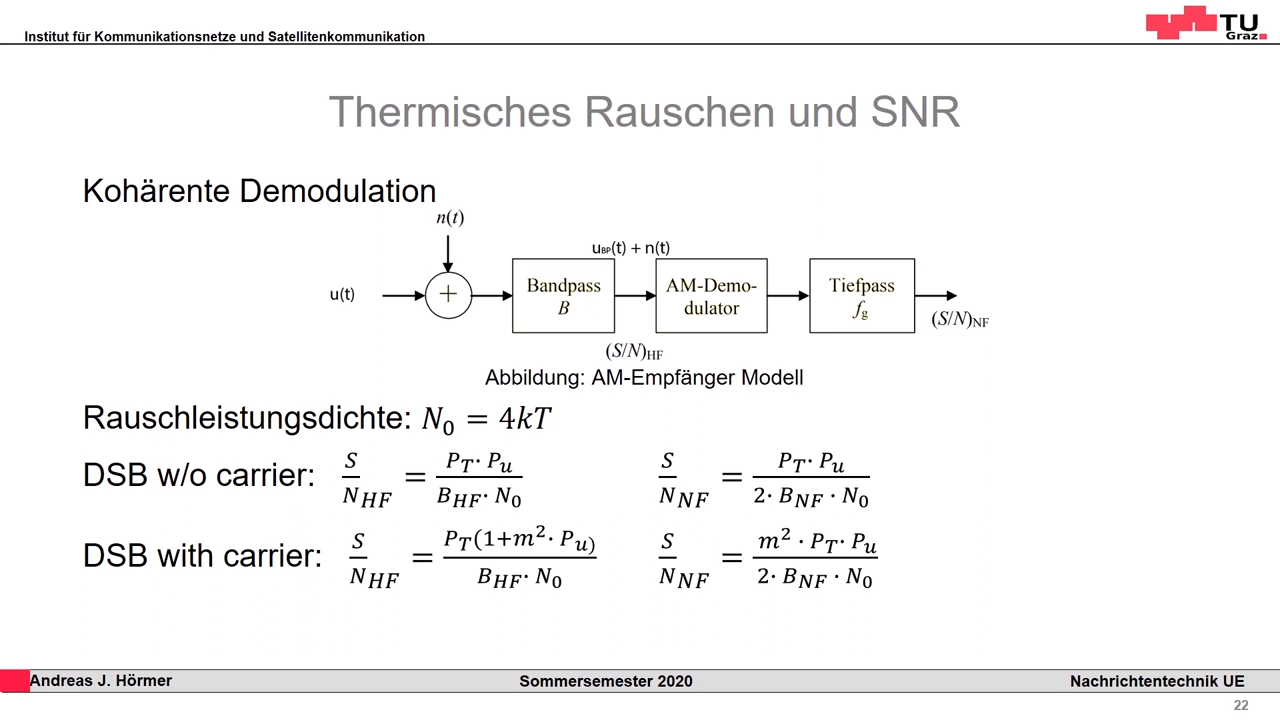 Institut für Kommunikationsnetze und Satellitenkommunikation
TU
Graz
Thermisches Rauschen und SNR
Kohärente Demodulation
n(t)
u_BP(t) + n(t)
u(t)
+
Bandpass
B
AM-Demo-
dulator
Tiefpass
f_g
(S/N)_NF
(S/N)_HF
Abbildung: AM-Empfänger Modell
Rauschleistungsdichte: N_0 = 4kT
DSB w/o carrier: S/N_HF = (P_T · P_u)/(B_HF · N_0) S/N_NF = (P_T · P_u)/(2 · B_NF · N_0)
DSB with carrier: S/N_HF = (P_T(1+m² · P_u))/(B_HF · N_0) S/N_NF = (m² · P_T · P_u)/(2 · B_NF · N_0)
Andreas J. Hörmer Sommersemester 2020 Nachrichtentechnik UE
22